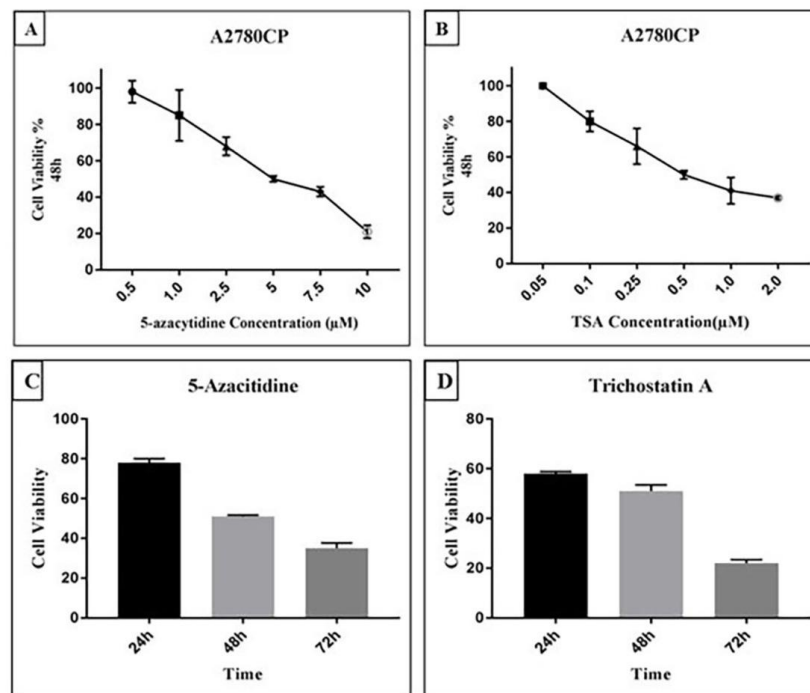 A
A2780CP
Cell Viability %
48h
100
80
60
40
20
0
0.5
1.0
2.5
5
7.5
10
5-azacytidine Concentration (µM)
B
A2780CP
Cell Viability %
48h
100
80
60
40
20
0
0.05
0.1
0.25
0.5
1.0
2.0
TSA Concentration(µM)
C
5-Azacitidine
Cell Viability
100
80
60
40
20
0
24h
48h
72h
Time
D
Trichostatin A
Cell Viability
80
60
40
20
0
24h
48h
72h
Time